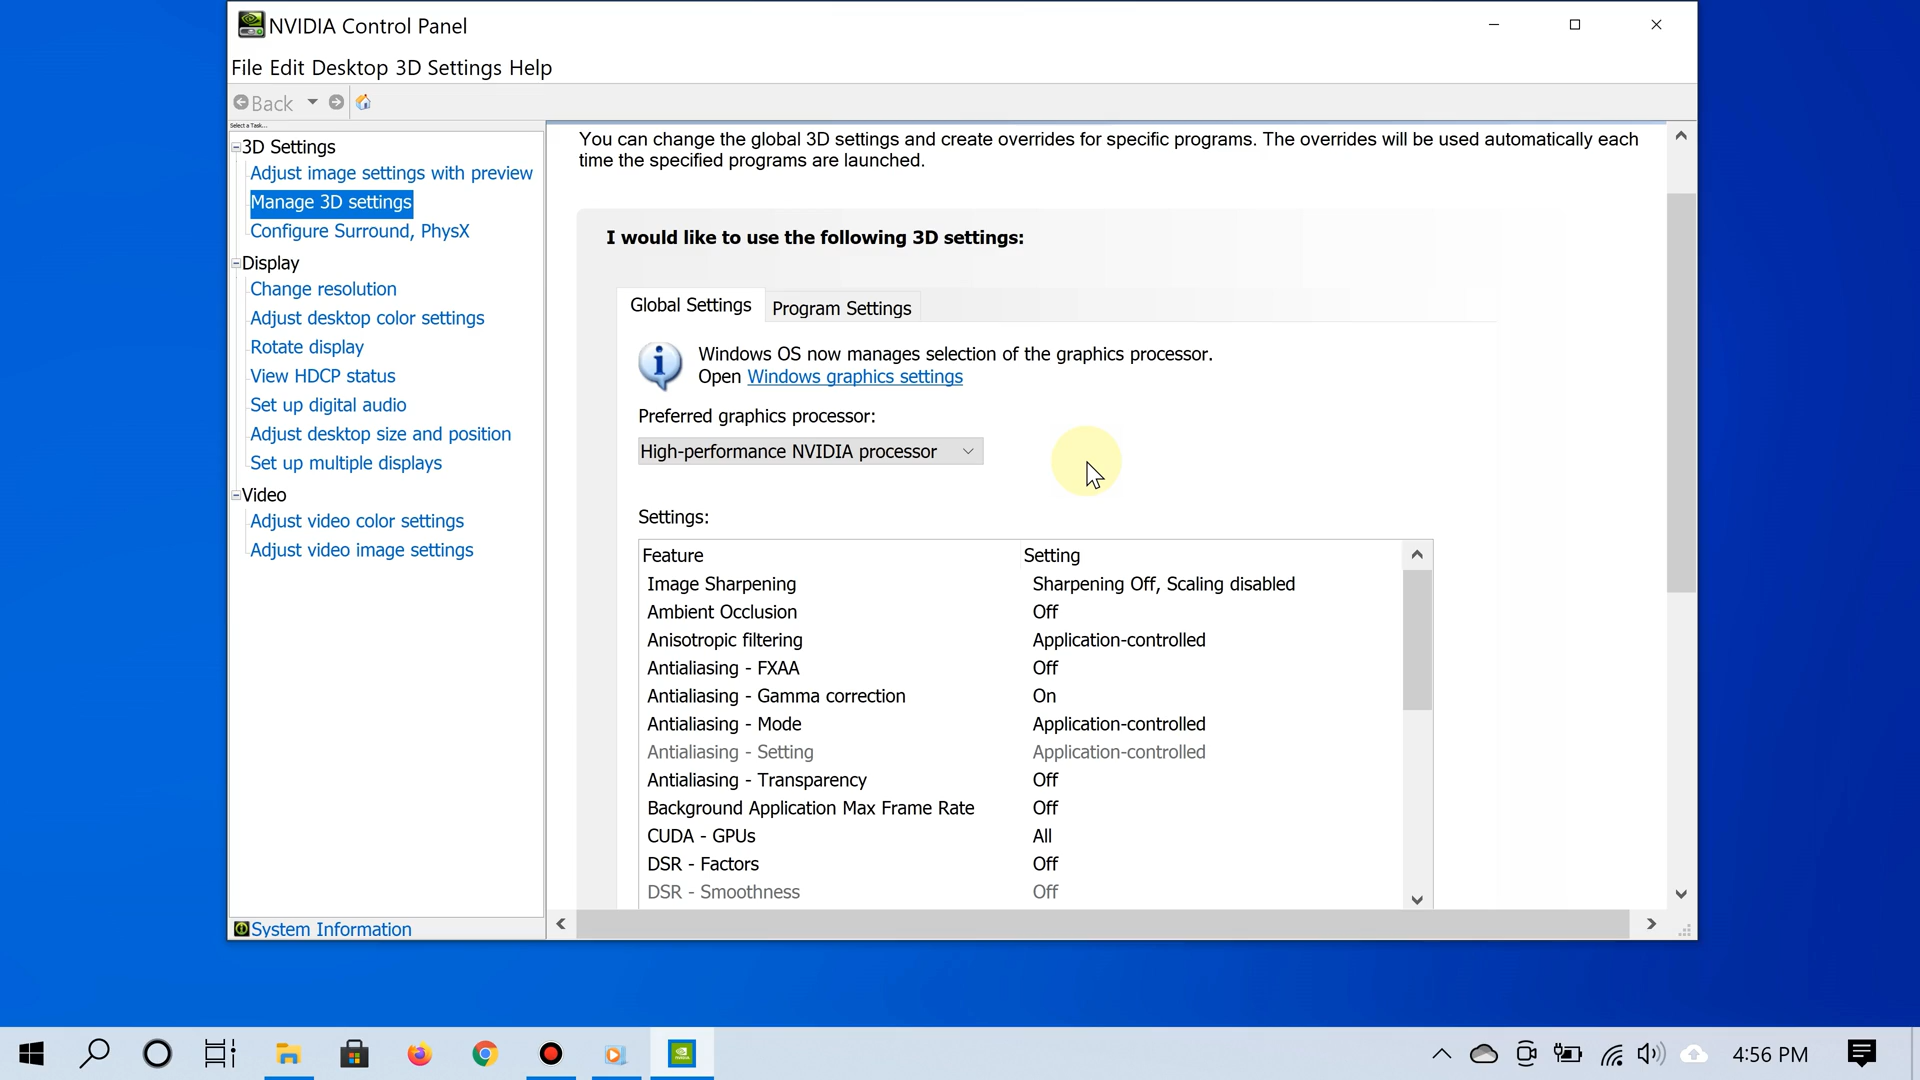 NVIDIA Control Panel
File Edit Desktop 3D Settings Help
Back
Select a Task...
3D Settings
Adjust image settings with preview
Manage 3D settings
Configure Surround, PhysX
Display
Change resolution
Adjust desktop color settings
Rotate display
View HDCP status
Set up digital audio
Adjust desktop size and position
Set up multiple displays
Video
Adjust video color settings
Adjust video image settings
System Information
You can change the global 3D settings and create overrides for specific programs. The overrides will be used automatically each
time the specified programs are launched.
I would like to use the following 3D settings:
Global Settings Program Settings
Windows OS now manages selection of the graphics processor.
Open Windows graphics settings
Preferred graphics processor:
High-performance NVIDIA processor
Settings:
Feature Setting
Image Sharpening Sharpening Off, Scaling disabled
Ambient Occlusion Off
Anisotropic filtering Application-controlled
Antialiasing - FXAA Off
Antialiasing - Gamma correction On
Antialiasing - Mode Application-controlled
Antialiasing - Setting Application-controlled
Antialiasing - Transparency Off
Background Application Max Frame Rate Off
CUDA - GPUs All
DSR - Factors Off
DSR - Smoothness Off
4:56 PM